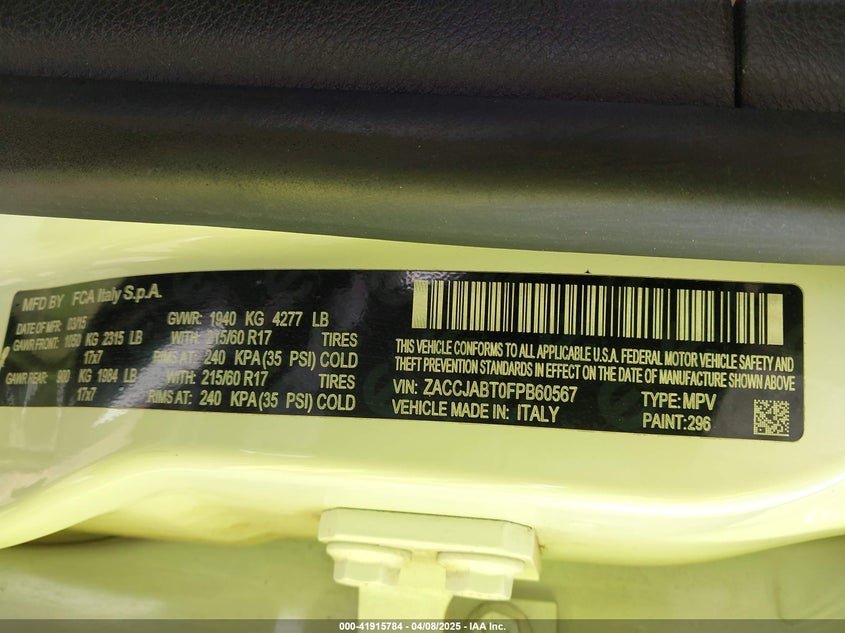 MFD BY FCA Italy S.p.A.
DATE OF MFR: 03/15 GVWR: 1940 KG 4277 LB
GAWR FRONT: 1050 KG 2315 LB WITH: 215/60 R17 TIRES
17x7 RIMS AT: 240 KPA (35 PSI) COLD
GAWR REAR: 900 KG 1984 LB WITH: 215/60 R17 TIRES
17x7 RIMS AT: 240 KPA (35 PSI) COLD
THIS VEHICLE CONFORMS TO ALL APPLICABLE U.S.A. FEDERAL MOTOR VEHICLE SAFETY AND
THEFT PREVENTION STANDARDS IN EFFECT ON THE DATE OF MANUFACTURE SHOWN ABOVE
VIN: ZACCJABT0FPB60567 TYPE: MPV
VEHICLE MADE IN: ITALY PAINT: 296
000-41915784 - 04/08/2025 - IAA Inc.